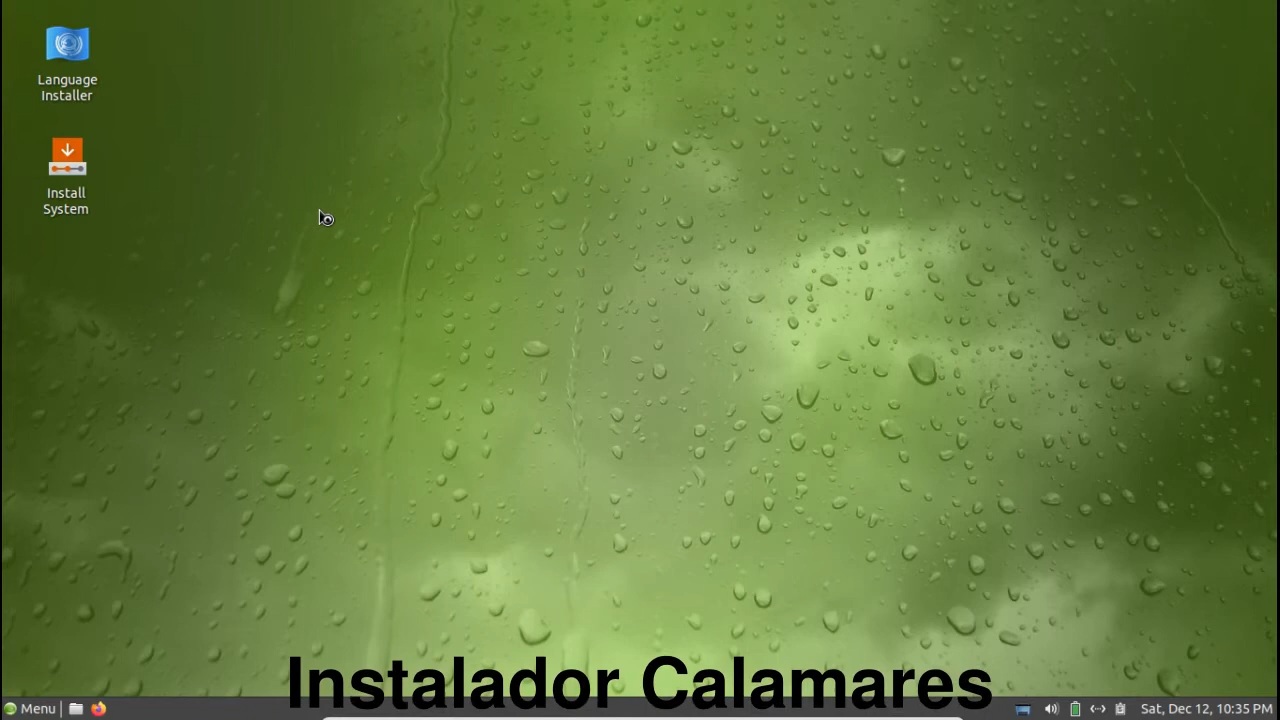 Language
Installer
Install
System
Instalador Calamares
Menu
Sat, Dec 12, 10:35 PM